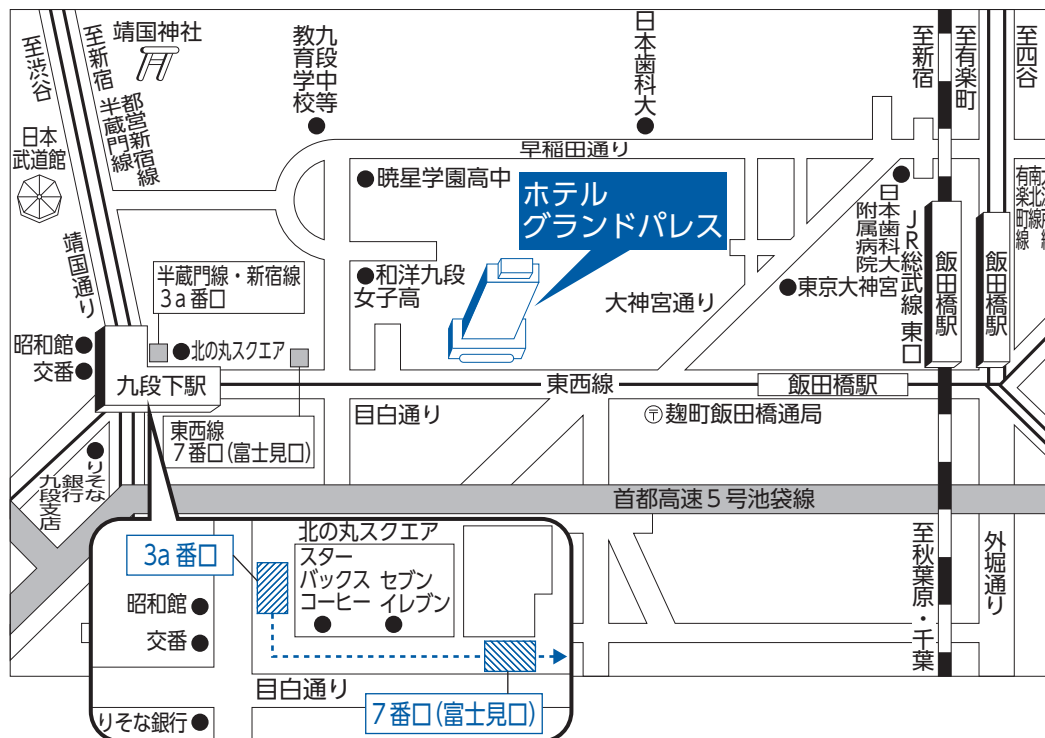 靖国神社
至渋谷
至新宿
都営新宿線
半蔵門線
九段中等
教育学校
日本歯科大
至新宿
至有楽町
至四谷
日本
武道館
早稲田通り
暁星学園高中
ホテル
グランドパレス
日本歯科大
附属病院
JR総武線 東口
飯田橋駅
飯田橋駅
南北線
有楽町線
靖国通り
半蔵門線・新宿線
3a番口
和洋九段
女子高
大神宮通り
東京大神宮
昭和館
交番
北の丸スクエア
九段下駅
東西線
飯田橋駅
目白通り
〒麹町飯田橋通局
東西線
7番口(富士見口)
りそな
銀行
九段支店
首都高速5号池袋線
至秋葉原・千葉
外堀通り
北の丸スクエア
3a番口
スター
バックス
コーヒー
セブン
イレブン
昭和館
交番
目白通り
7番口(富士見口)
りそな銀行